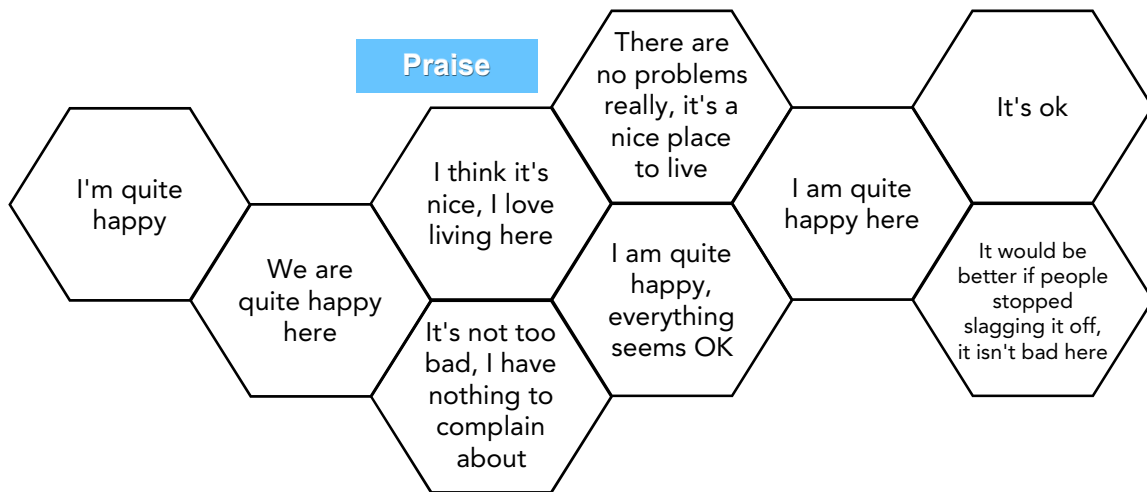 Praise
I'm quite
happy
We are
quite happy
here
I think it's
nice, I love
living here
It's not too
bad, I have
nothing to
complain
about
There are
no problems
really, it's a
nice place
to live
I am quite
happy,
everything
seems OK
I am quite
happy here
It's ok
It would be
better if people
stopped
slagging it off,
it isn't bad here